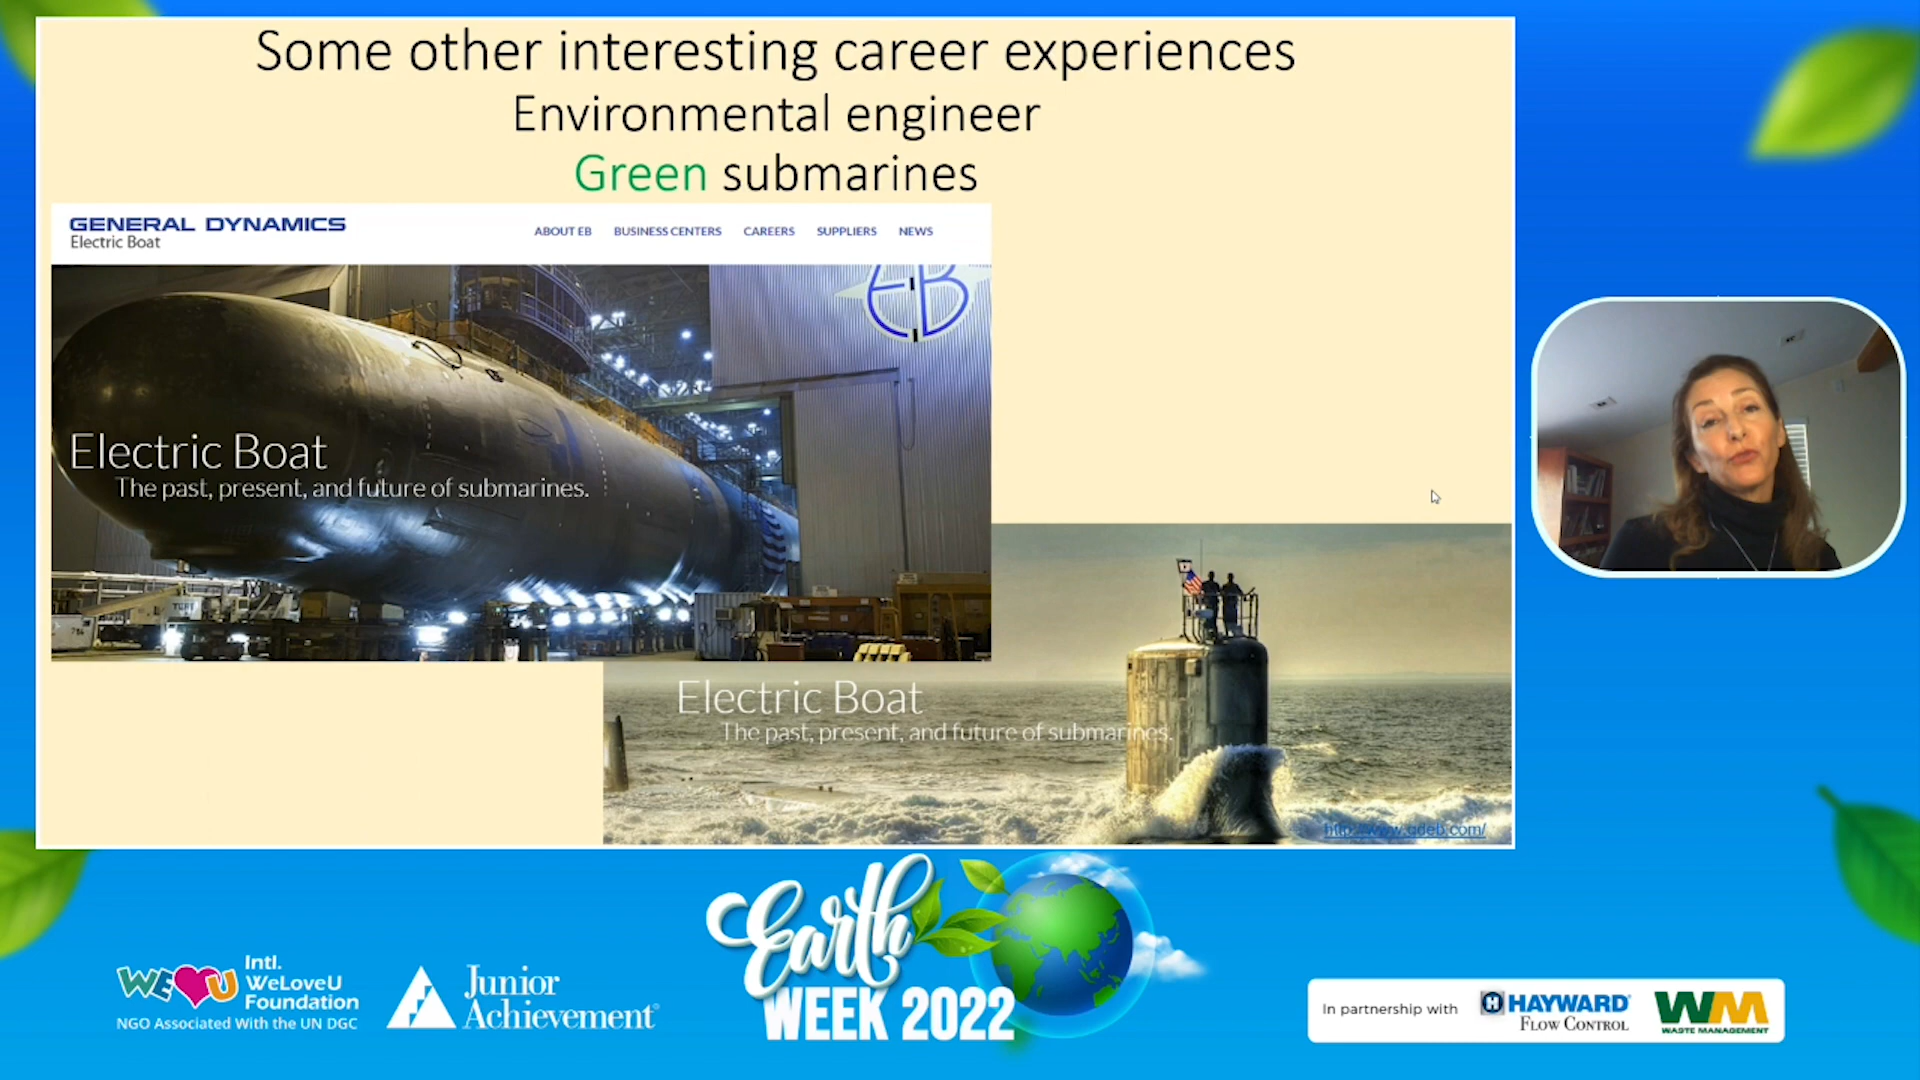 Some other interesting career experiences
Environmental engineer
Green submarines
GENERAL DYNAMICS
Electric Boat
ABOUT EB BUSINESS CENTERS CAREERS SUPPLIERS NEWS
EB
Electric Boat
The past, present, and future of submarines.
Electric Boat
The past, present, and future of submarines.
http://www.gdeb.com/
WE U
Intl.
WeLoveU
Foundation
NGO Associated With the UN DGC
Junior
Achievement®
Earth
WEEK 2022
In partnership with
H HAYWARD®
FLOW CONTROL
WM
WASTE MANAGEMENT